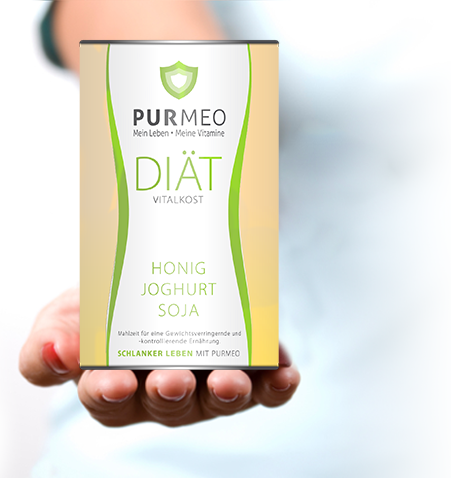 PURMEO
Mein Leben • Meine Vitamine
DIÄT
VITALKOST
HONIG
JOGHURT
SOJA
Mahlzeit für eine Gewichtsverringernde und
-kontrollierende Ernährung.
SCHLANKER LEBEN MIT PURMEO